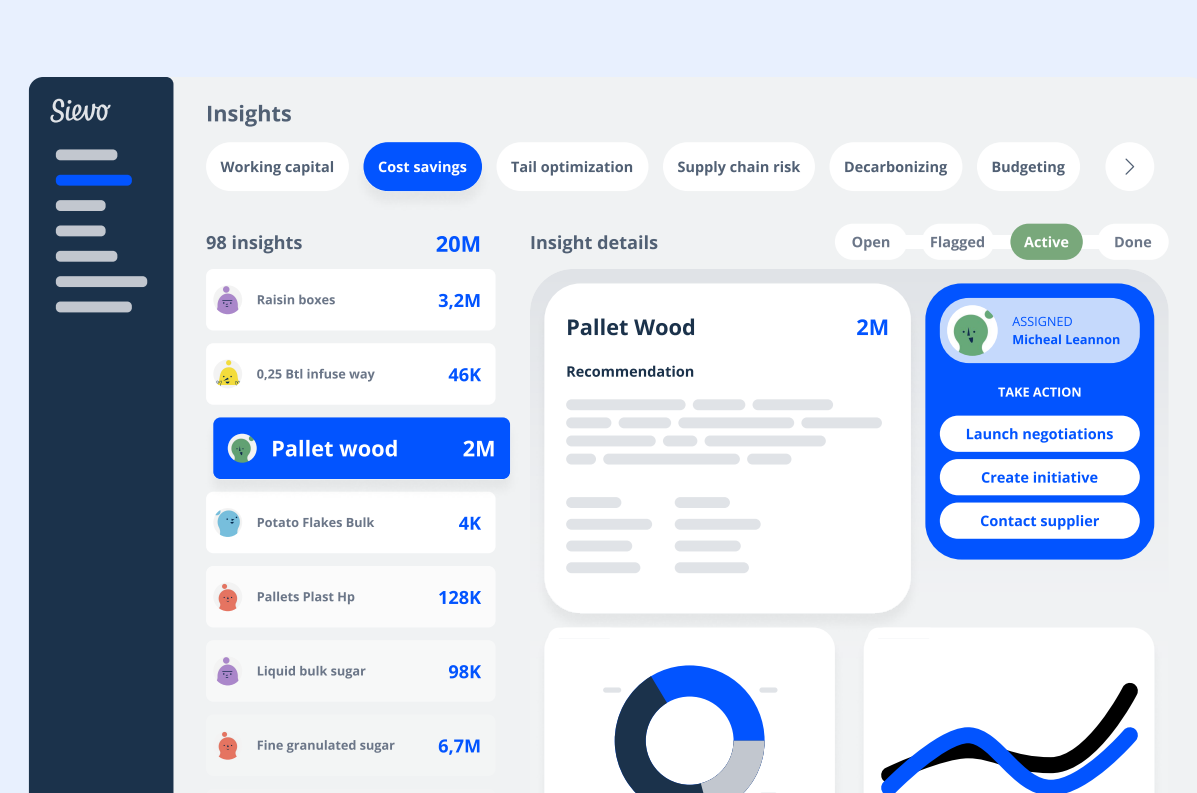 Sievo
Insights
Working capital
Cost savings
Tail optimization
Supply chain risk
Decarbonizing
Budgeting
98 insights
20M
Raisin boxes
3,2M
0,25 Btl infuse way
46K
Pallet wood
2M
Potato Flakes Bulk
4K
Pallets Plast Hp
128K
Liquid bulk sugar
98K
Fine granulated sugar
6,7M
Insight details
Open
Flagged
Active
Done
Pallet Wood
2M
Recommendation
ASSIGNED
Micheal Leannon
TAKE ACTION
Launch negotiations
Create initiative
Contact supplier